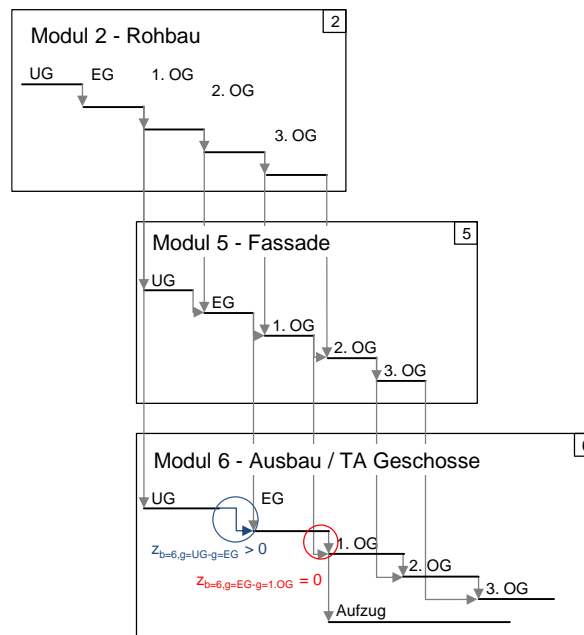 2
Modul 2 - Rohbau
UG
EG
1. OG
2. OG
3. OG
5
Modul 5 - Fassade
UG
EG
1. OG
2. OG
3. OG
Modul 6 - Ausbau / TA Geschosse
UG
EG
z_b=6,g=UG-g=EG > 0
1. OG
z_b=6,g=EG-g=1.OG = 0
2. OG
3. OG
Aufzug